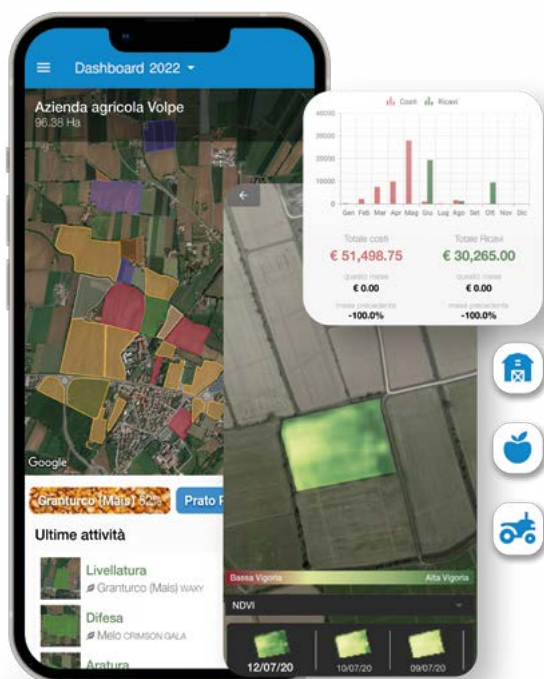 Dashboard 2022
Azienda agricola Volpe
96.38 Ha
Google
Granturco (Mais) 52%
Prato P
Ultime attività
Livellatura
Granturco (Mais) WAXY
Difesa
Melo CRIMSON GALA
Aratura
Costi Ricavi
40000
30000
20000
10000
0
Gen Feb Mar Apr Mag Giu Lug Ago Set Ott Nov Dic
Totale costi Totale Ricavi
€ 51,498.75 € 30,265.00
questo mese questo mese
€ 0.00 € 0.00
mese precedente mese precedente
-100.0% -100.0%
Bassa Vigoria Alta Vigoria
NDVI
12/07/20 10/07/20 09/07/20